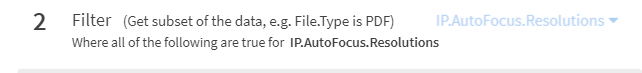 2 Filter (Get subset of the data, e.g. File.Type is PDF) IP.AutoFocus.Resolutions
Where all of the following are true for IP.AutoFocus.Resolutions